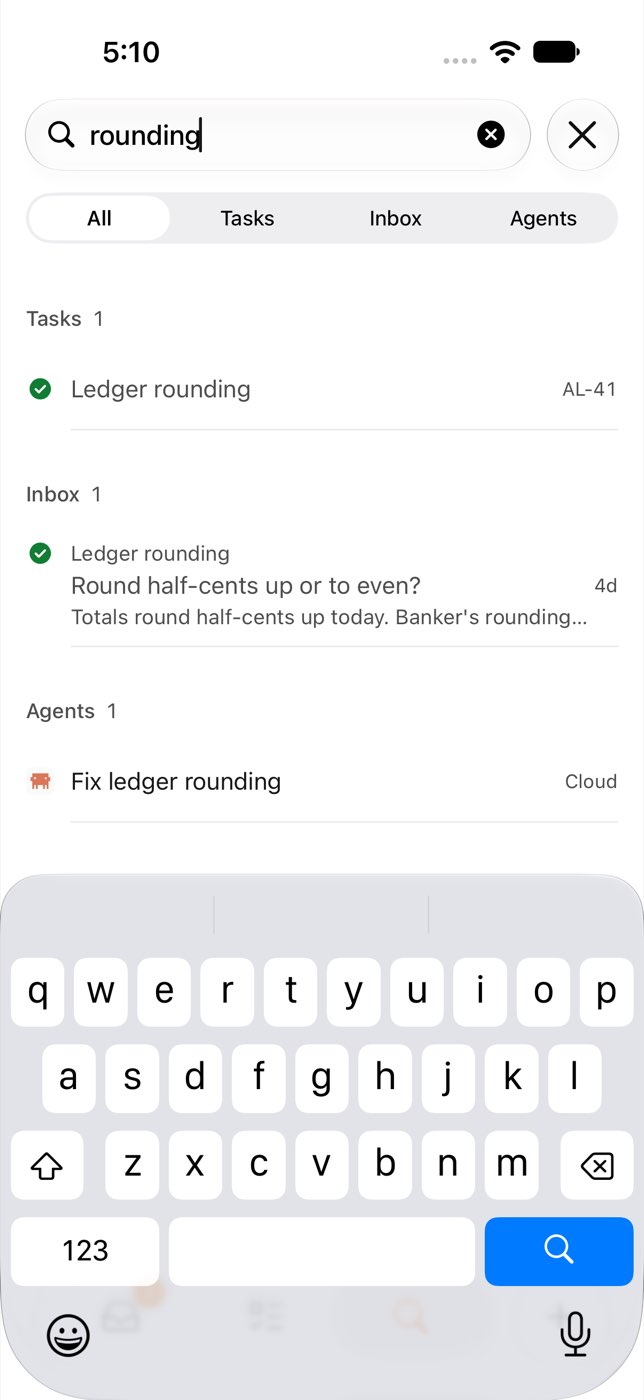 5:10
rounding
All Tasks Inbox Agents
Tasks 1
Ledger rounding AL-41
Inbox 1
Ledger rounding
Round half-cents up or to even? 4d
Totals round half-cents up today. Banker's rounding...
Agents 1
Fix ledger rounding Cloud
q w e r t y u i o p
a s d f g h j k l
z x c v b n m
123